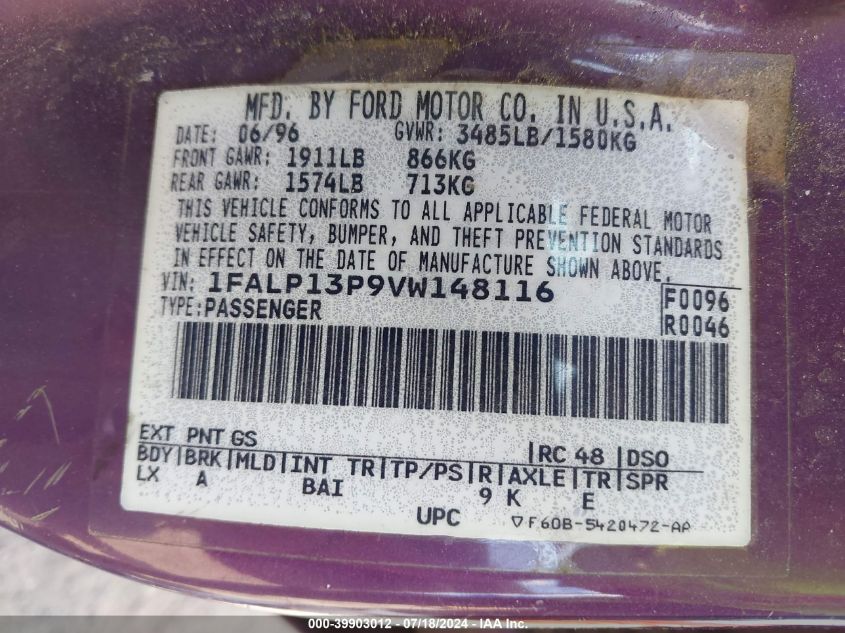 MFD. BY FORD MOTOR CO. IN U.S.A.
DATE: 06/96 GVWR: 3485LB/1580KG
FRONT GAWR: 1911LB 866KG
REAR GAWR: 1574LB 713KG
THIS VEHICLE CONFORMS TO ALL APPLICABLE FEDERAL MOTOR
VEHICLE SAFETY, BUMPER, AND THEFT PREVENTION STANDARDS
IN EFFECT ON THE DATE OF MANUFACTURE SHOWN ABOVE.
VIN: 1FALP13P9VW148116 F0096
TYPE: PASSENGER R0046
EXT PNT GS |RC 48 |DSO
BDY|BRK|MLD|INT TR|TP/PS|R|AXLE|TR|SPR
LX A BAI 9 K E
UPC ▽F60B-5420472-AA
000-39903012 - 07/18/2024 - IAA Inc.